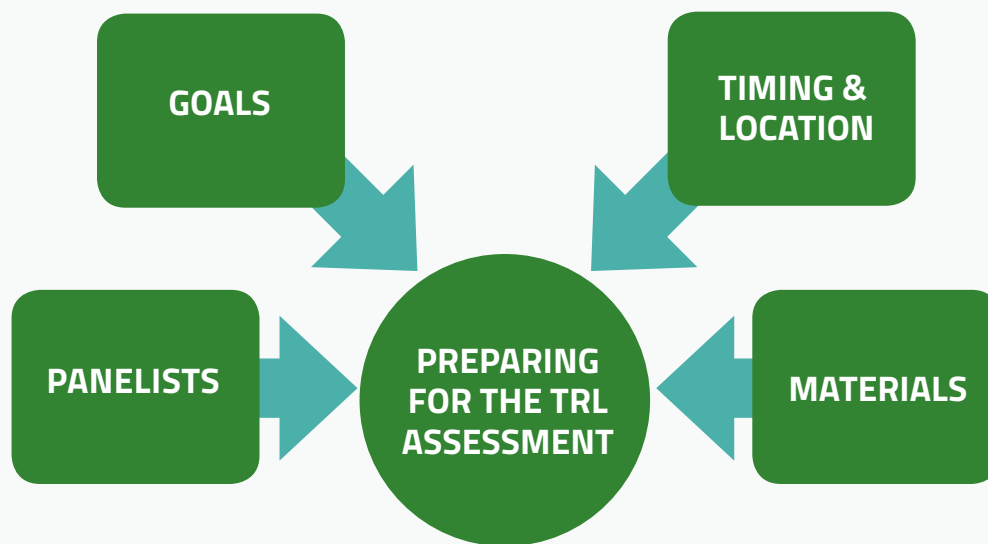 GOALS
TIMING &
LOCATION
PANELISTS
PREPARING
FOR THE TRL
ASSESSMENT
MATERIALS